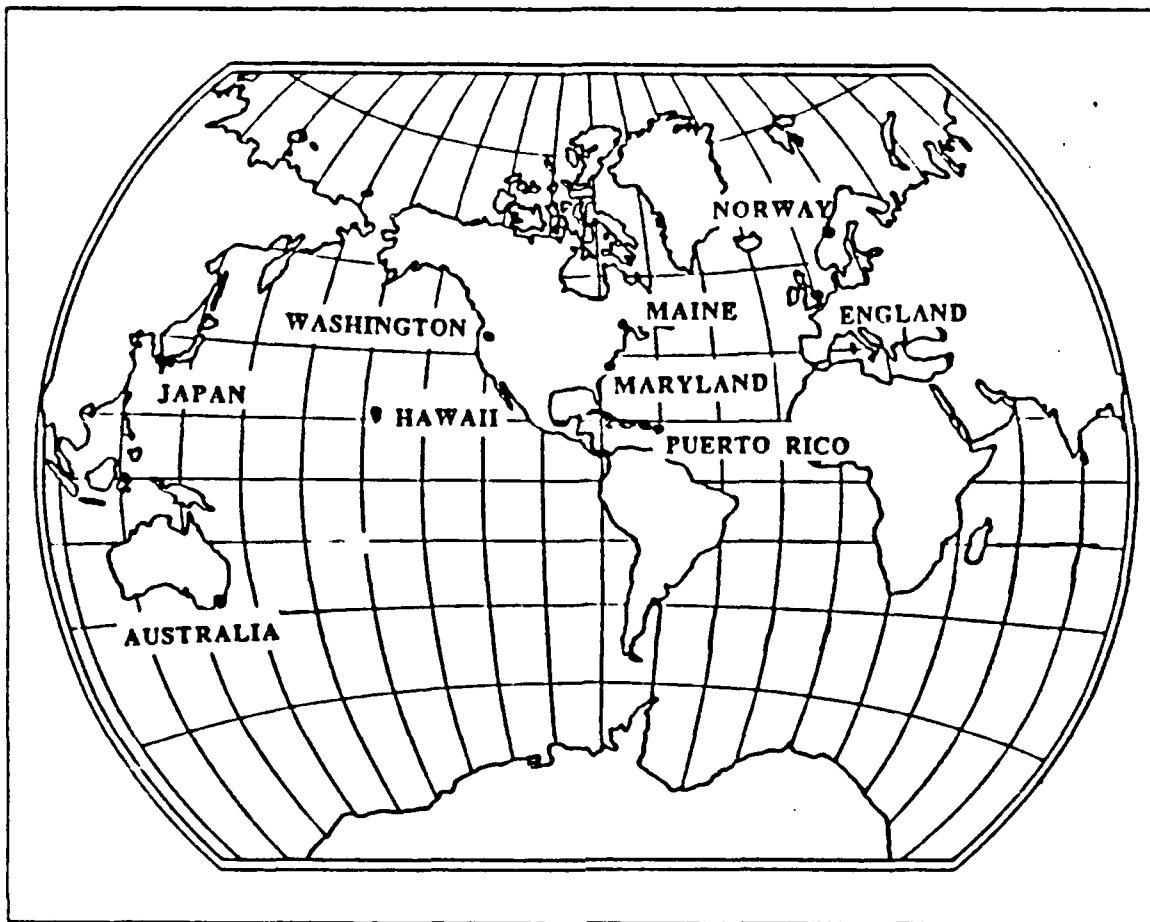 NORWAY
WASHINGTON
MAINE
ENGLAND
JAPAN
HAWAII
MARYLAND
PUERTO RICO
AUSTRALIA